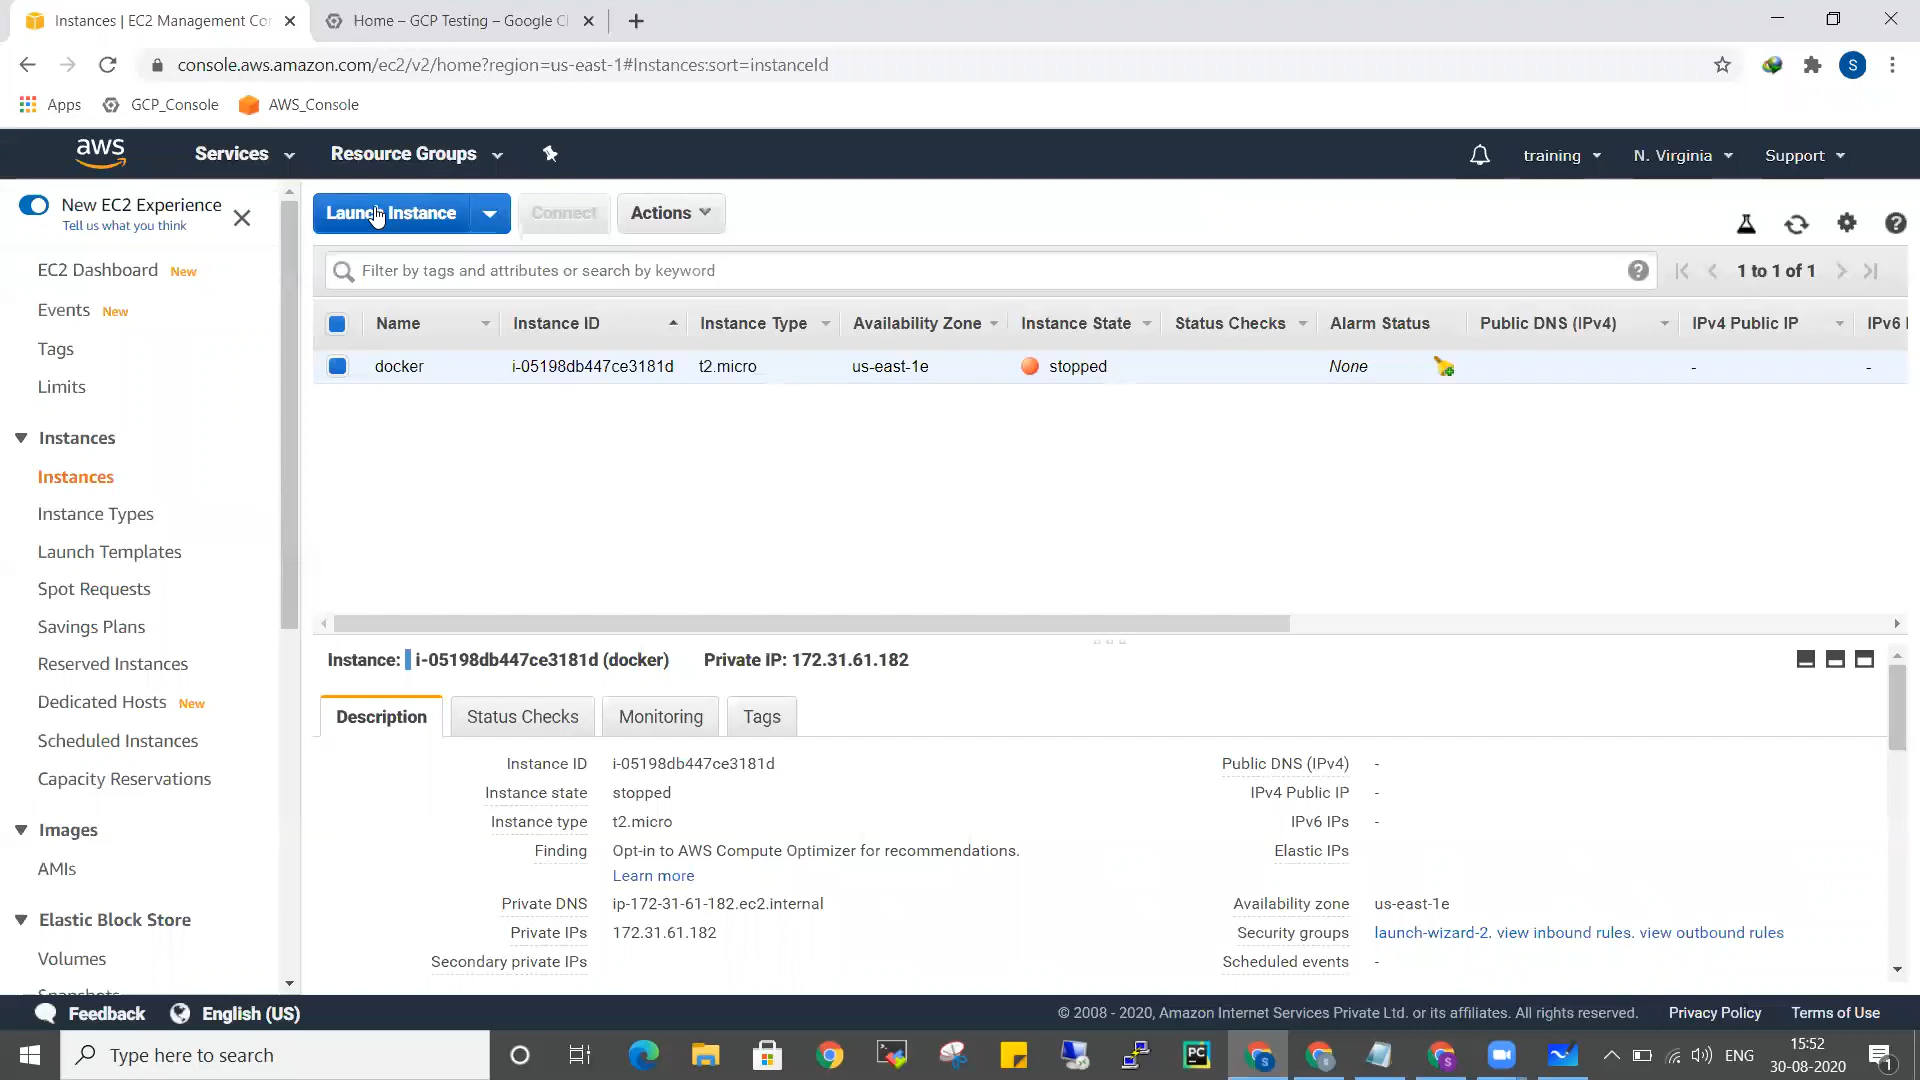 Instances | EC2 Management Cor
Home – GCP Testing – Google Cl
console.aws.amazon.com/ec2/v2/home?region=us-east-1#Instances:sort=instanceId
S
Apps
GCP_Console
AWS_Console
aws
Services
Resource Groups
training
N. Virginia
Support
New EC2 Experience
Tell us what you think
EC2 Dashboard New
Events New
Tags
Limits
Instances
Instances
Instance Types
Launch Templates
Spot Requests
Savings Plans
Reserved Instances
Dedicated Hosts New
Scheduled Instances
Capacity Reservations
Images
AMIs
Elastic Block Store
Volumes
Snapshots
Launch Instance
Connect
Actions
Filter by tags and attributes or search by keyword
1 to 1 of 1
Name Instance ID Instance Type Availability Zone Instance State Status Checks Alarm Status Public DNS (IPv4) IPv4 Public IP IPv6 I
docker i-05198db447ce3181d t2.micro us-east-1e stopped None - -
Instance: i-05198db447ce3181d (docker) Private IP: 172.31.61.182
Description
Status Checks
Monitoring
Tags
Instance ID i-05198db447ce3181d
Instance state stopped
Instance type t2.micro
Finding Opt-in to AWS Compute Optimizer for recommendations.
Learn more
Private DNS ip-172-31-61-182.ec2.internal
Private IPs 172.31.61.182
Secondary private IPs
Public DNS (IPv4) -
IPv4 Public IP -
IPv6 IPs -
Elastic IPs
Availability zone us-east-1e
Security groups launch-wizard-2. view inbound rules. view outbound rules
Scheduled events -
Feedback
English (US)
© 2008 - 2020, Amazon Internet Services Private Ltd. or its affiliates. All rights reserved.
Privacy Policy
Terms of Use
Type here to search
PC
S
S
ENG
15:52
30-08-2020
1